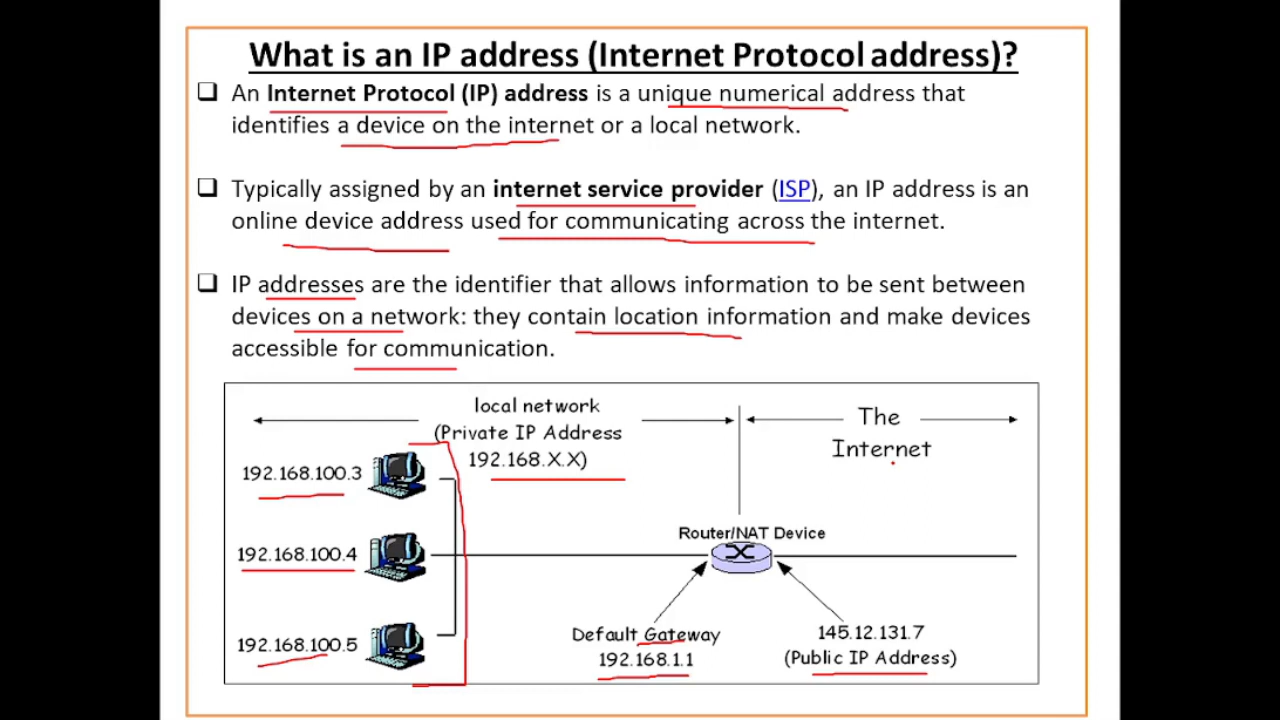 What is an IP address (Internet Protocol address)?
❑ An Internet Protocol (IP) address is a unique numerical address that
identifies a device on the internet or a local network.
❑ Typically assigned by an internet service provider (ISP), an IP address is an
online device address used for communicating across the internet.
❑ IP addresses are the identifier that allows information to be sent between
devices on a network: they contain location information and make devices
accessible for communication.
local network
(Private IP Address
192.168.X.X)
The
Internet
192.168.100.3
192.168.100.4
192.168.100.5
Router/NAT Device
Default Gateway
192.168.1.1
145.12.131.7
(Public IP Address)